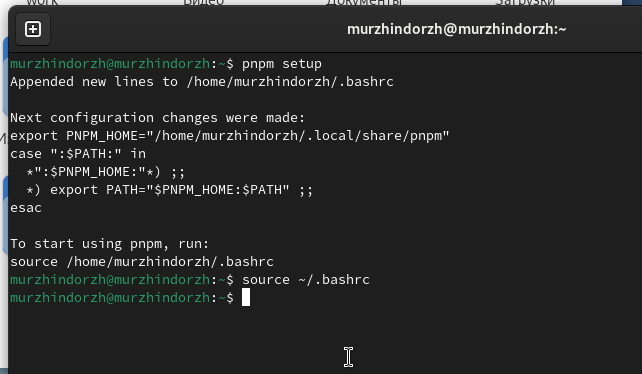 work Видео Документы Загрузки
murzhindorzh@murzhindorzh:~
murzhindorzh@murzhindorzh:~$ pnpm setup
Appended new lines to /home/murzhindorzh/.bashrc
Next configuration changes were made:
export PNPM_HOME="/home/murzhindorzh/.local/share/pnpm"
case ":$PATH:" in
  *":$PNPM_HOME:"*) ;;
  *) export PATH="$PNPM_HOME:$PATH" ;;
esac
To start using pnpm, run:
source /home/murzhindorzh/.bashrc
murzhindorzh@murzhindorzh:~$ source ~/.bashrc
murzhindorzh@murzhindorzh:~$